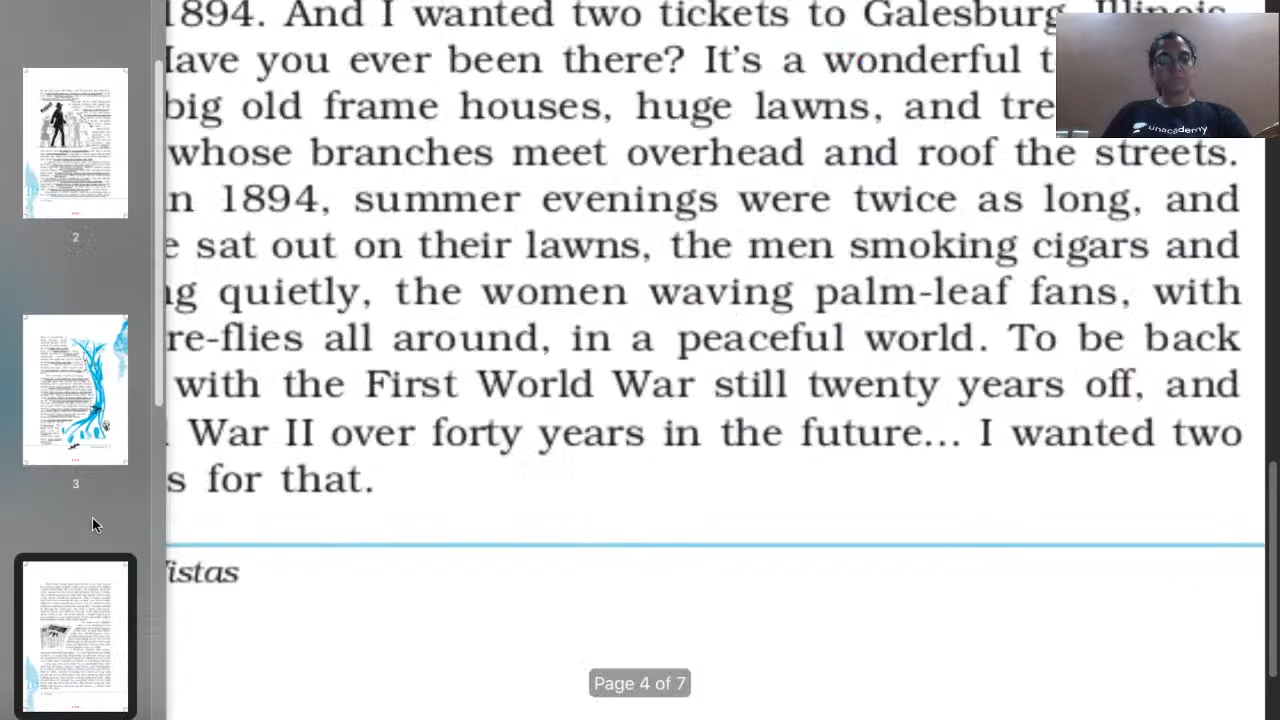 1894. And I wanted two tickets to Galesburg, Illinois.
Have you ever been there? It's a wonderful
big old frame houses, huge lawns, and
whose branches meet overhead and roof the streets.
1894, summer evenings were twice as long, and
sat out on their lawns, the men smoking cigars and
quietly, the women waving palm-leaf fans, with
re-flies all around, in a peaceful world. To be back
with the First World War still twenty years off, and
War II over forty years in the future... I wanted two
s for that.
istas
Page 4 of 7
2
3
unacademy